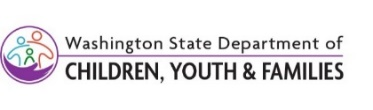 Washington State Department of
CHILDREN, YOUTH & FAMILIES